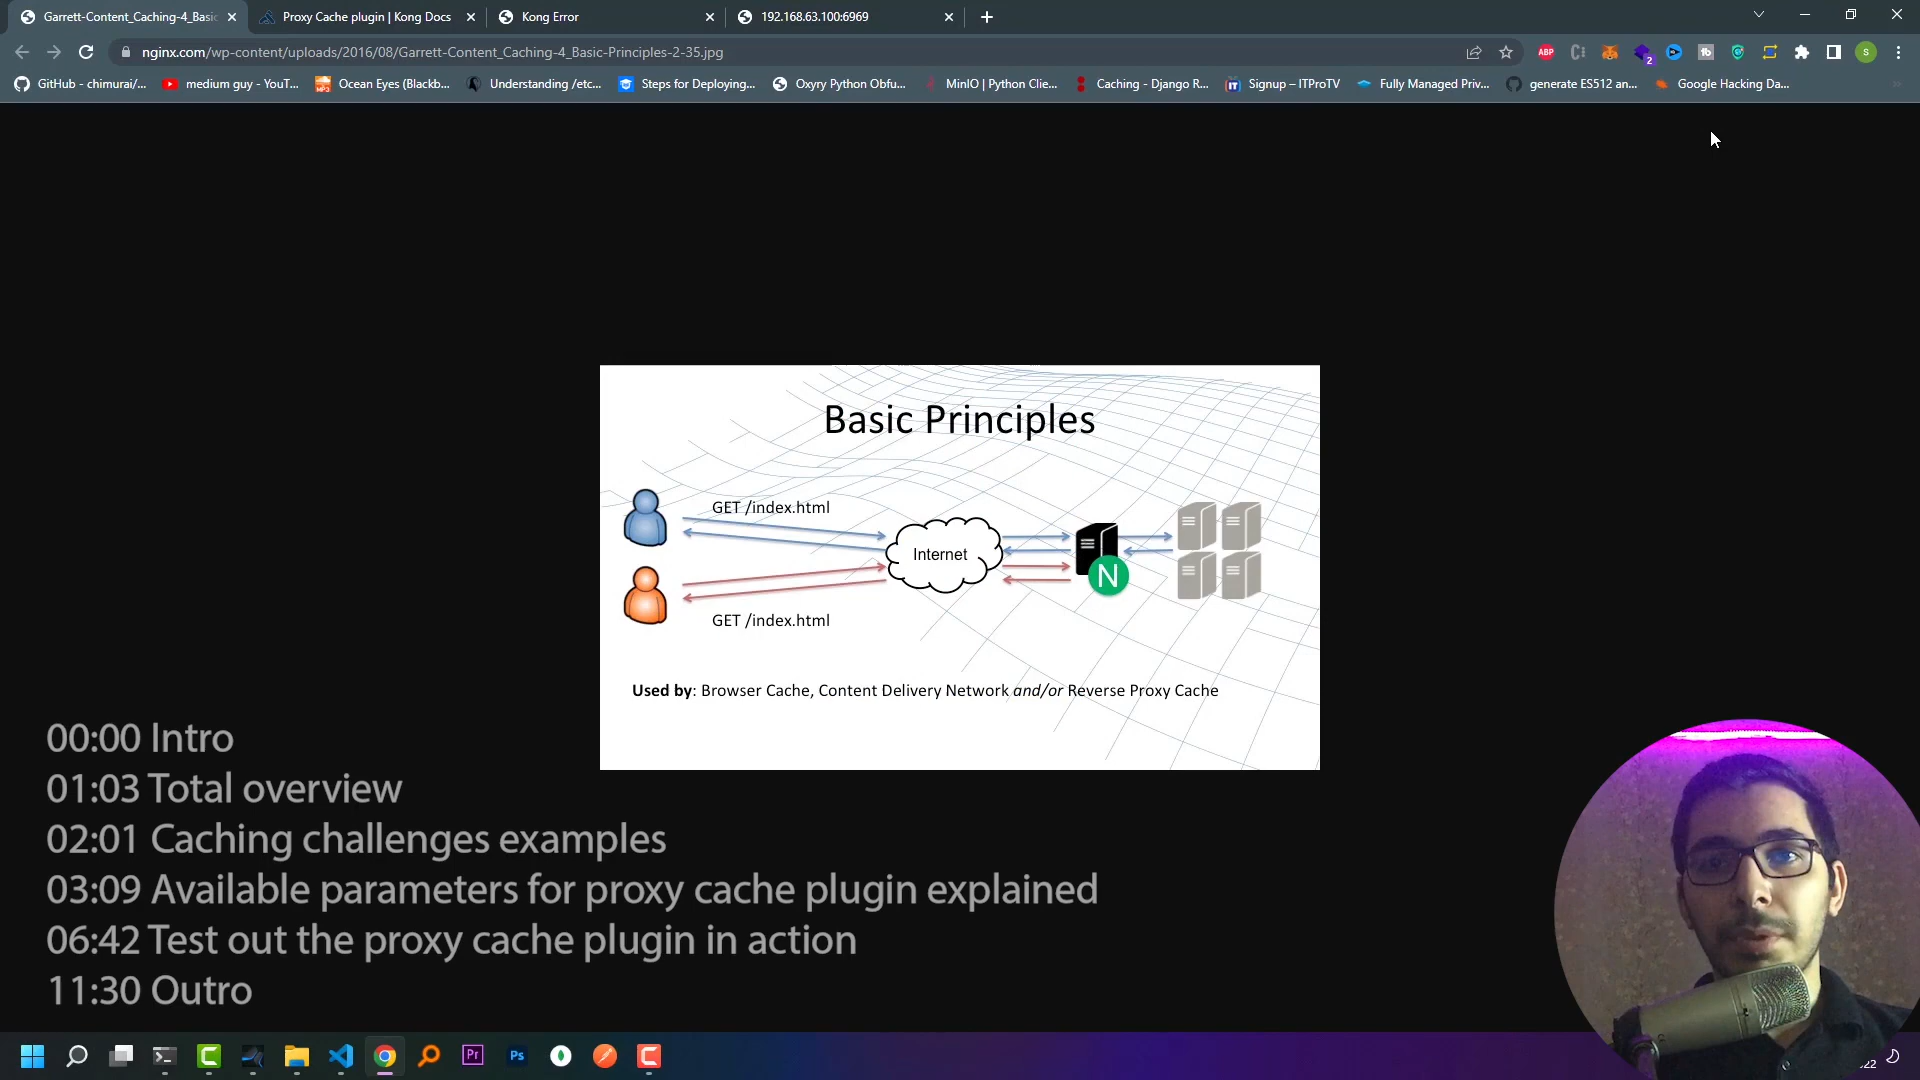 Garrett-Content_Caching-4_Basic
Proxy Cache plugin | Kong Docs
Kong Error
192.168.63.100:6969
nginx.com/wp-content/uploads/2016/08/Garrett-Content_Caching-4_Basic-Principles-2-35.jpg
ABP
2
S
GitHub - chimurai/...
medium guy - YouT...
Ocean Eyes (Blackb...
Understanding /etc...
Steps for Deploying...
Oxyry Python Obfu...
MinIO | Python Clie...
Caching - Django R...
Signup – ITProTV
Fully Managed Priv...
generate ES512 an...
Google Hacking Da...
Basic Principles
GET /index.html
Internet
N
GET /index.html
Used by: Browser Cache, Content Delivery Network and/or Reverse Proxy Cache
00:00 Intro
01:03 Total overview
02:01 Caching challenges examples
03:09 Available parameters for proxy cache plugin explained
06:42 Test out the proxy cache plugin in action
11:30 Outro
Pr
Ps